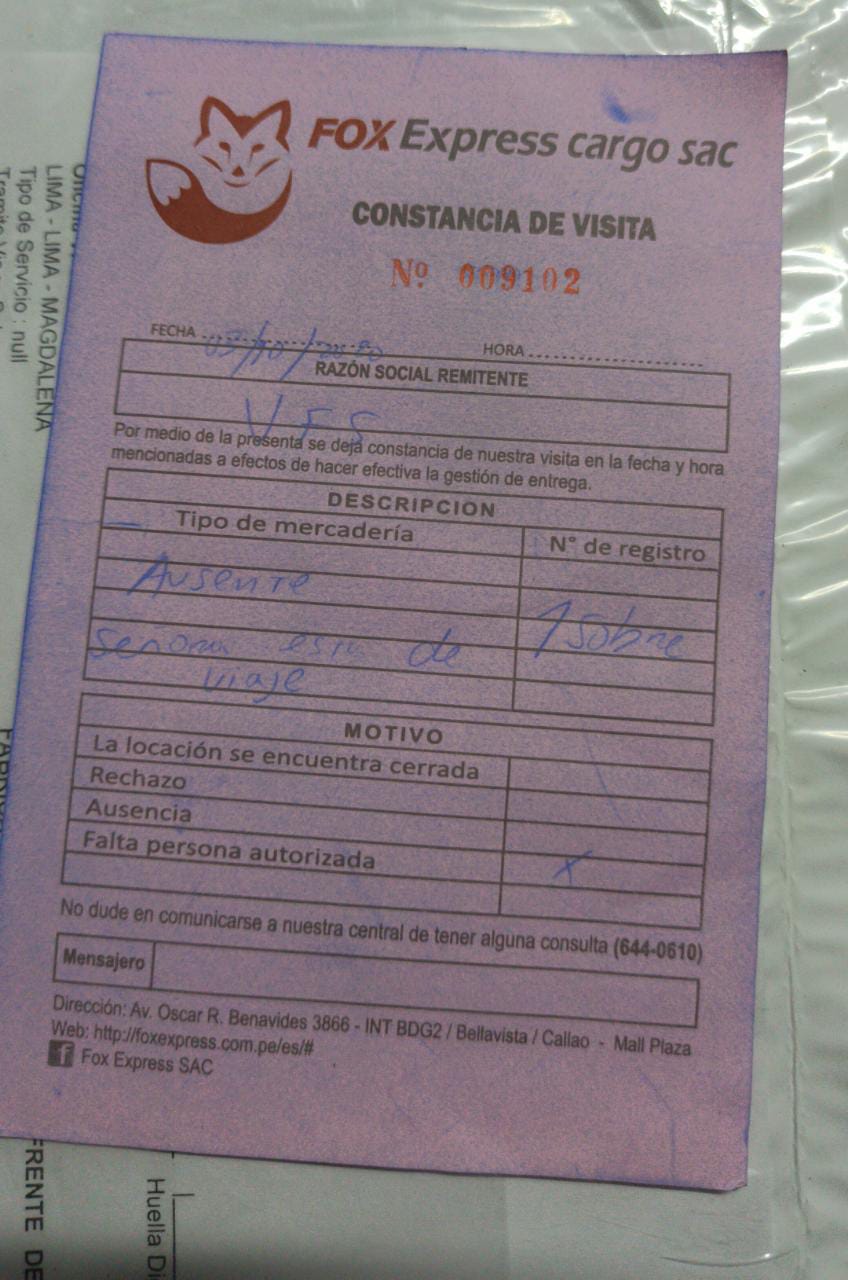 FOX Express cargo sac
CONSTANCIA DE VISITA
Nº 009102
FECHA HORA
RAZÓN SOCIAL REMITENTE
VFS
Por medio de la presenta se deja constancia de nuestra visita en la fecha y hora
mencionadas a efectos de hacer efectiva la gestión de entrega.
DESCRIPCION
Tipo de mercadería N° de registro
Ausente
1 sobre
señora de
viaje
MOTIVO
La locación se encuentra cerrada
Rechazo
Ausencia
Falta persona autorizada X
No dude en comunicarse a nuestra central de tener alguna consulta (644-0610)
Mensajero
Dirección: Av. Oscar R. Benavides 3866 - INT BDG2 / Bellavista / Callao - Mall Plaza
Web: http://foxexpress.com.pe/es/#
f Fox Express SAC
LIMA - LIMA - MAGDALENA
Tipo de Servicio : null
FRENTE DE
Huella Di